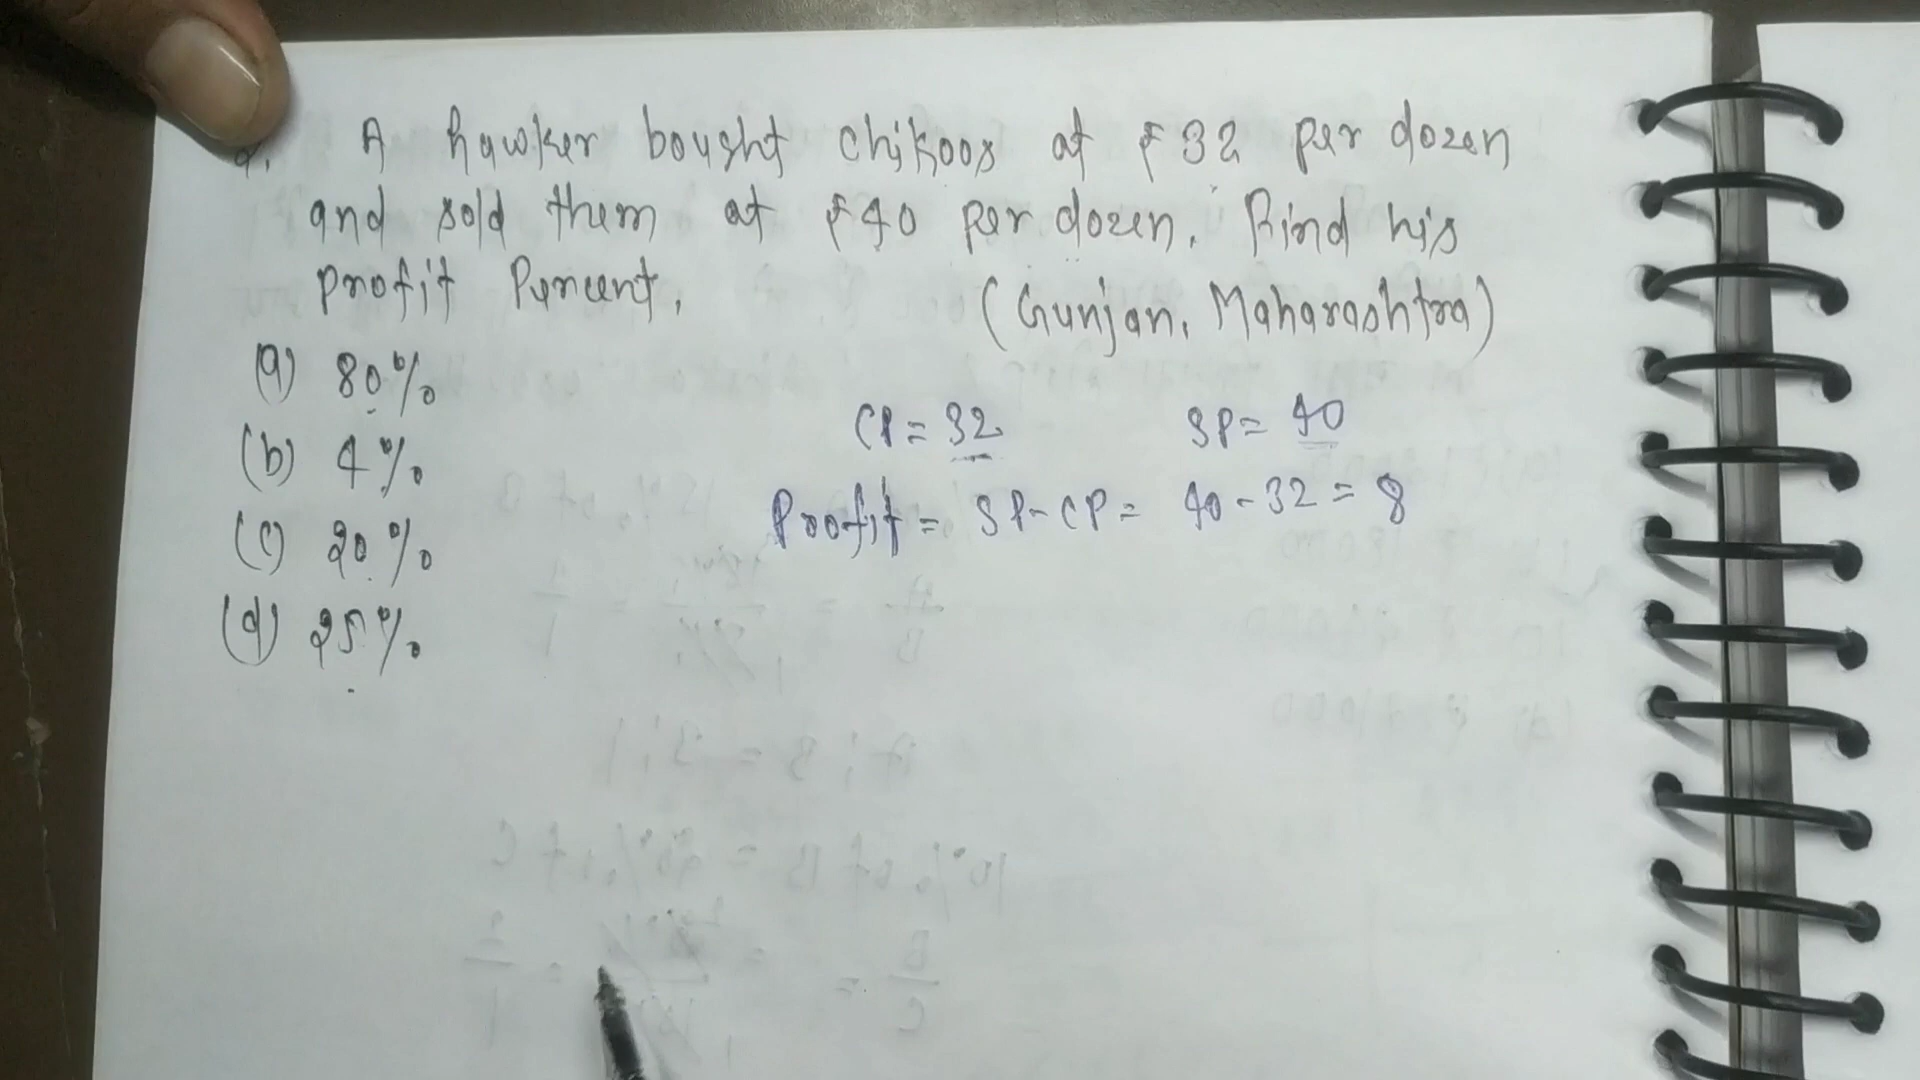 Q. A hawker bought chikoos at ₹32 per dozen
and sold them at ₹40 per dozen. Find his
profit Percent. (Gunjan, Maharashtra)
(a) 80%
(b) 4%
(c) 20%
(d) 25%
CP = 32 SP = 40
Profit = SP - CP = 40 - 32 = 8